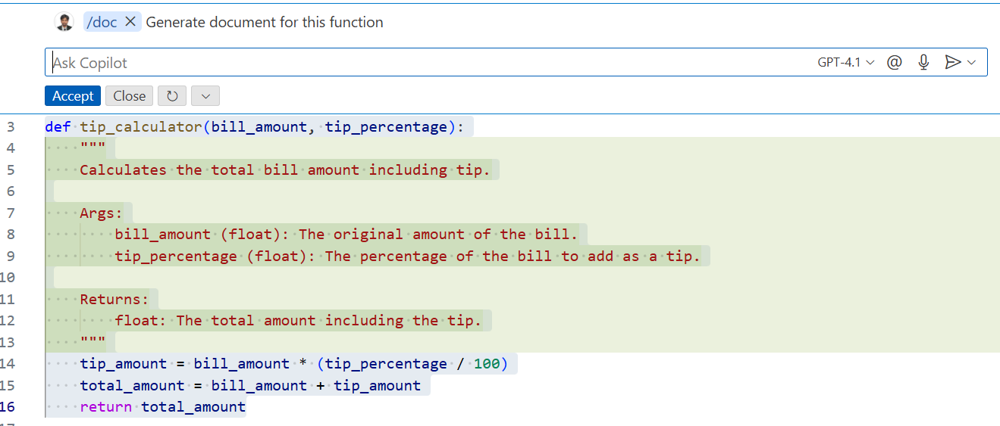 /doc × Generate document for this function
Ask Copilot GPT-4.1
Accept Close
3 def tip_calculator(bill_amount, tip_percentage):
4     """
5     Calculates the total bill amount including tip.
6
7     Args:
8         bill_amount (float): The original amount of the bill.
9         tip_percentage (float): The percentage of the bill to add as a tip.
10
11     Returns:
12         float: The total amount including the tip.
13     """
14     tip_amount = bill_amount * (tip_percentage / 100)
15     total_amount = bill_amount + tip_amount
16     return total_amount